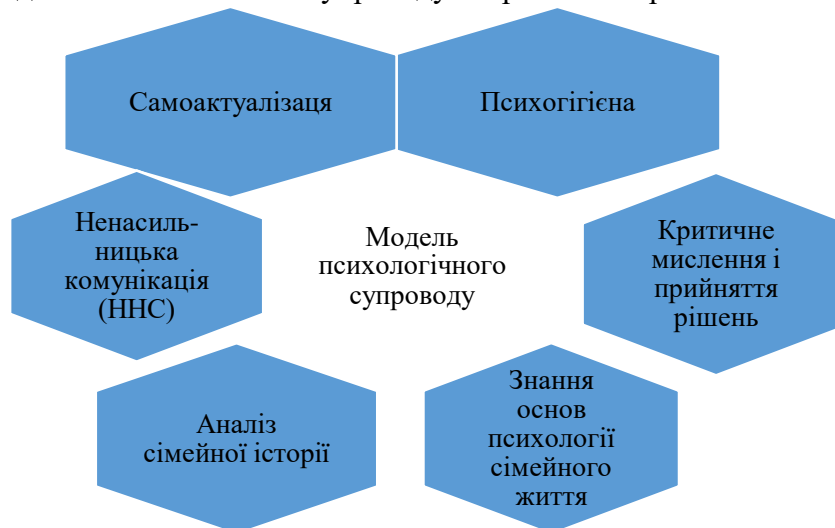 Самоактуалізаця
Психогігієна
Ненасиль-
ницька
комунікація
(ННС)
Модель
психологічного
супроводу
Критичне
мислення і
прийняття
рішень
Аналіз
сімейної історії
Знання
основ
психології
сімейного
життя